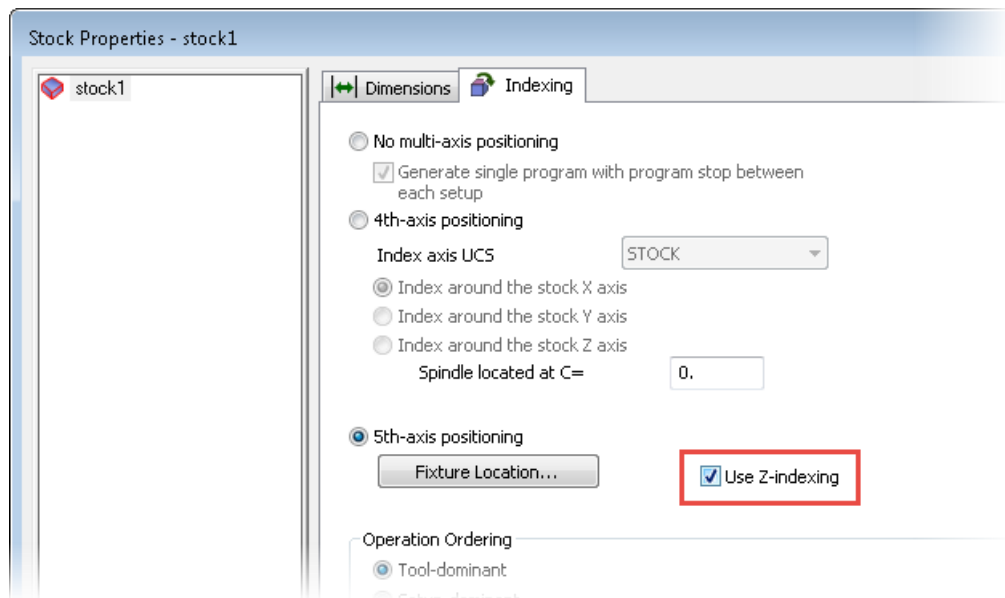 Stock Properties - stock1
stock1
Dimensions
Indexing
No multi-axis positioning
Generate single program with program stop between
each setup
4th-axis positioning
Index axis UCS
STOCK
Index around the stock X axis
Index around the stock Y axis
Index around the stock Z axis
Spindle located at C=
0.
5th-axis positioning
Fixture Location...
Use Z-indexing
Operation Ordering
Tool-dominant